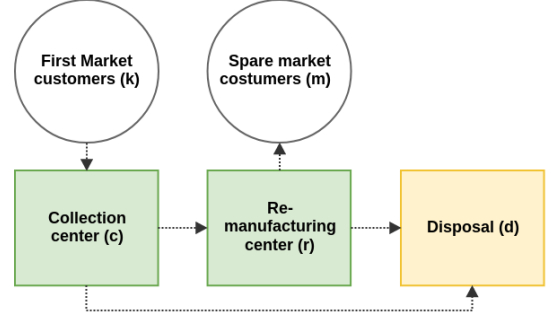 First Market
customers (k)
Spare market
costumers (m)
Collection
center (c)
Re-
manufacturing
center (r)
Disposal (d)